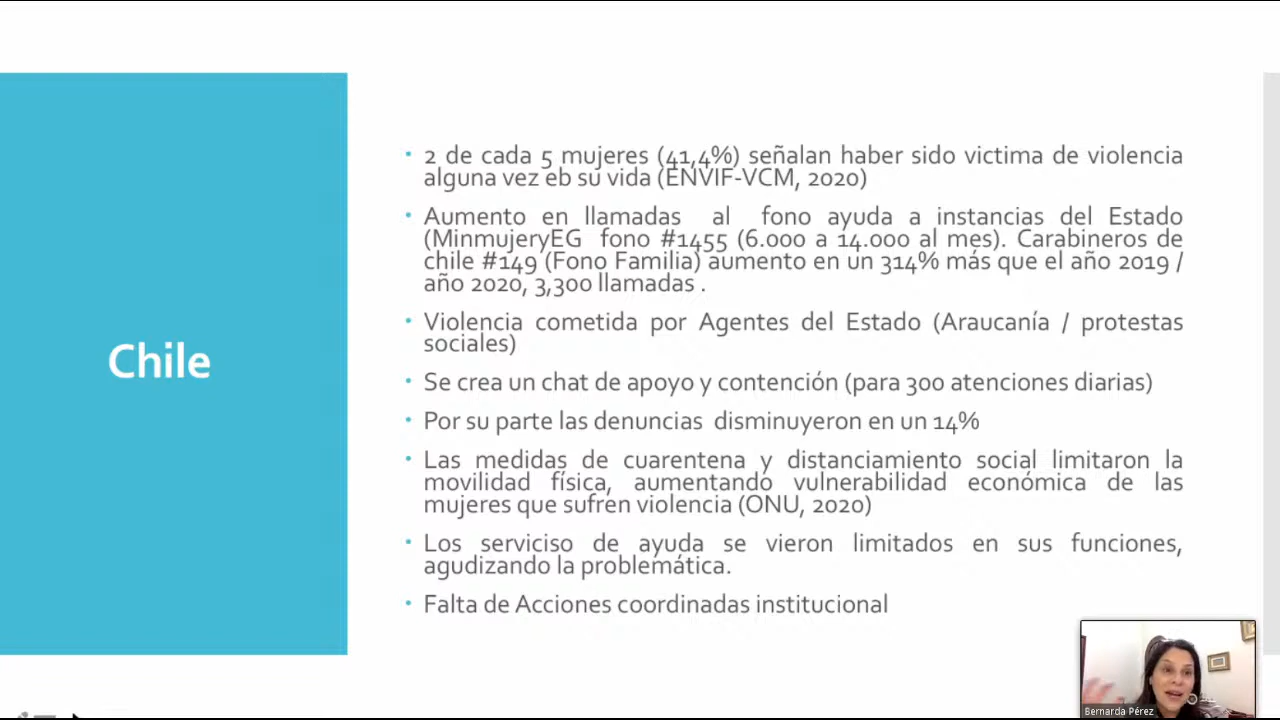 Chile
• 2 de cada 5 mujeres (41,4%) señalan haber sido victima de violencia
alguna vez eb su vida (ENVIF-VCM, 2020)
• Aumento en llamadas al fono ayuda a instancias del Estado
(MinmujeryEG fono #1455 (6.000 a 14.000 al mes). Carabineros de
chile #149 (Fono Familia) aumento en un 314% más que el año 2019 /
año 2020, 3,300 llamadas .
• Violencia cometida por Agentes del Estado (Araucanía / protestas
sociales)
• Se crea un chat de apoyo y contención (para 300 atenciones diarias)
• Por su parte las denuncias disminuyeron en un 14%
• Las medidas de cuarentena y distanciamiento social limitaron la
movilidad física, aumentando vulnerabilidad económica de las
mujeres que sufren violencia (ONU, 2020)
• Los serviciso de ayuda se vieron limitados en sus funciones,
agudizando la problemática.
• Falta de Acciones coordinadas institucional
Bernarda Pérez